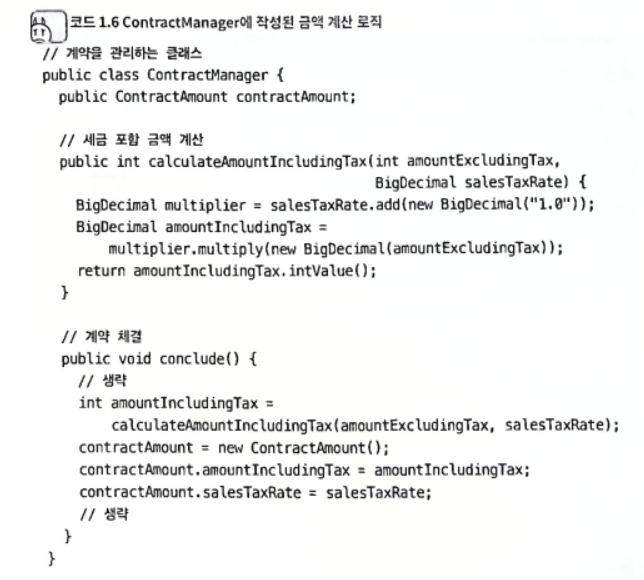 코드 1.6 ContractManager에 작성된 금액 계산 로직
// 계약을 관리하는 클래스
public class ContractManager {
  public ContractAmount contractAmount;

  // 세금 포함 금액 계산
  public int calculateAmountIncludingTax(int amountExcludingTax,
                                         BigDecimal salesTaxRate) {
    BigDecimal multiplier = salesTaxRate.add(new BigDecimal("1.0"));
    BigDecimal amountIncludingTax =
        multiplier.multiply(new BigDecimal(amountExcludingTax));
    return amountIncludingTax.intValue();
  }

  // 계약 체결
  public void conclude() {
    // 생략
    int amountIncludingTax =
        calculateAmountIncludingTax(amountExcludingTax, salesTaxRate);
    contractAmount = new ContractAmount();
    contractAmount.amountIncludingTax = amountIncludingTax;
    contractAmount.salesTaxRate = salesTaxRate;
    // 생략
  }
}